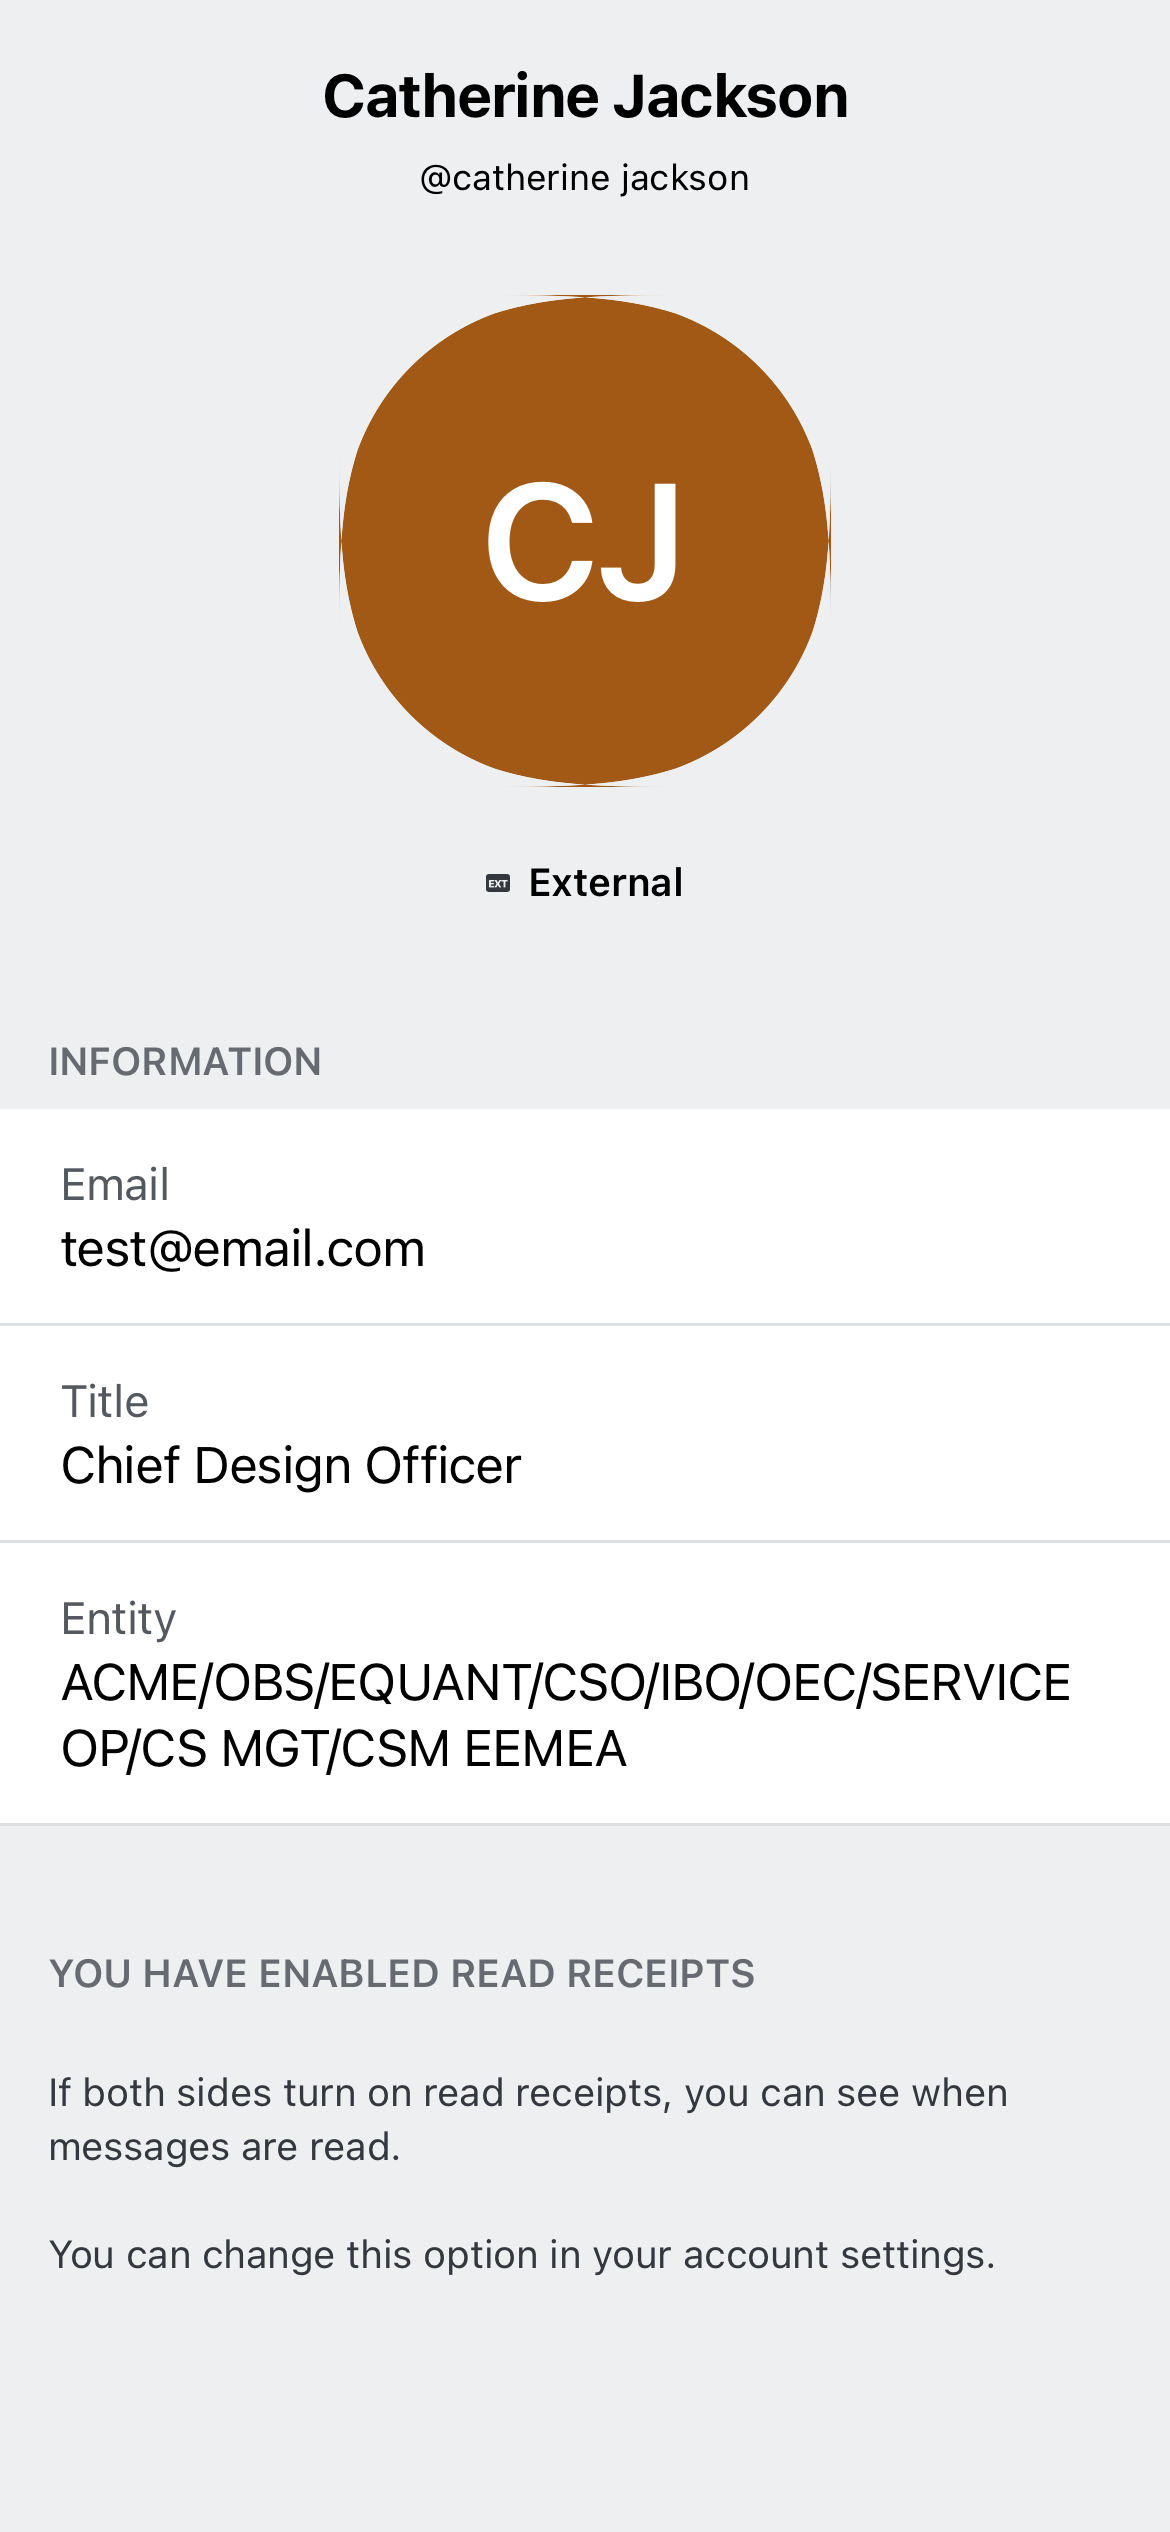 Catherine Jackson
@catherine jackson
CJ
EXT External
INFORMATION
Email
test@email.com
Title
Chief Design Officer
Entity
ACME/OBS/EQUANT/CSO/IBO/OEC/SERVICE
OP/CS MGT/CSM EEMEA
YOU HAVE ENABLED READ RECEIPTS
If both sides turn on read receipts, you can see when
messages are read.
You can change this option in your account settings.